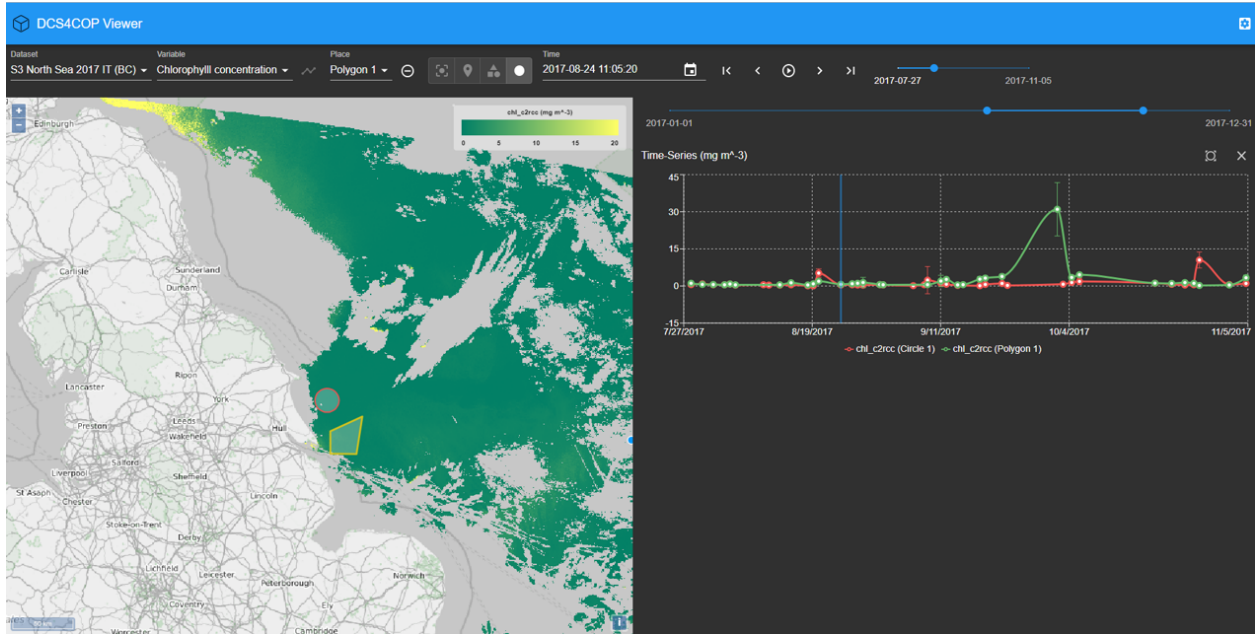 DCS4COP Viewer
Dataset
S3 North Sea 2017 IT (BC)
Variable
Chlorophylll concentration
Place
Polygon 1
Time
2017-08-24 11:05:20
2017-07-27
2017-11-05
+
−
chl_c2rcc (mg m^-3)
0 5 10 15 20
2017-01-01
2017-12-31
Time-Series (mg m^-3)
45
30
15
0
-15
7/27/2017
8/19/2017
9/11/2017
10/4/2017
11/5/2017
chl_c2rcc (Circle 1)
chl_c2rcc (Polygon 1)
Edinburgh
Carlisle
Sunderland
Durham
Lancaster
Ripon
York
Preston
Leeds
Hull
Wakefield
Salford
Liverpool
Sheffield
St Asaph
Chester
Lincoln
Stoke-on-Trent
Derby
Lichfield
Leicester
Peterborough
Norwich
Coventry
Ely
Worcester
Cambridge
i